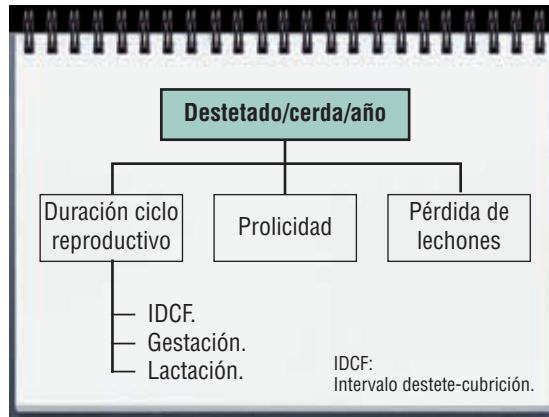 Destetado/cerda/año
Duración ciclo
reproductivo
Prolicidad
Pérdida de
lechones
IDCF.
Gestación.
Lactación.
IDCF:
Intervalo destete-cubrición.